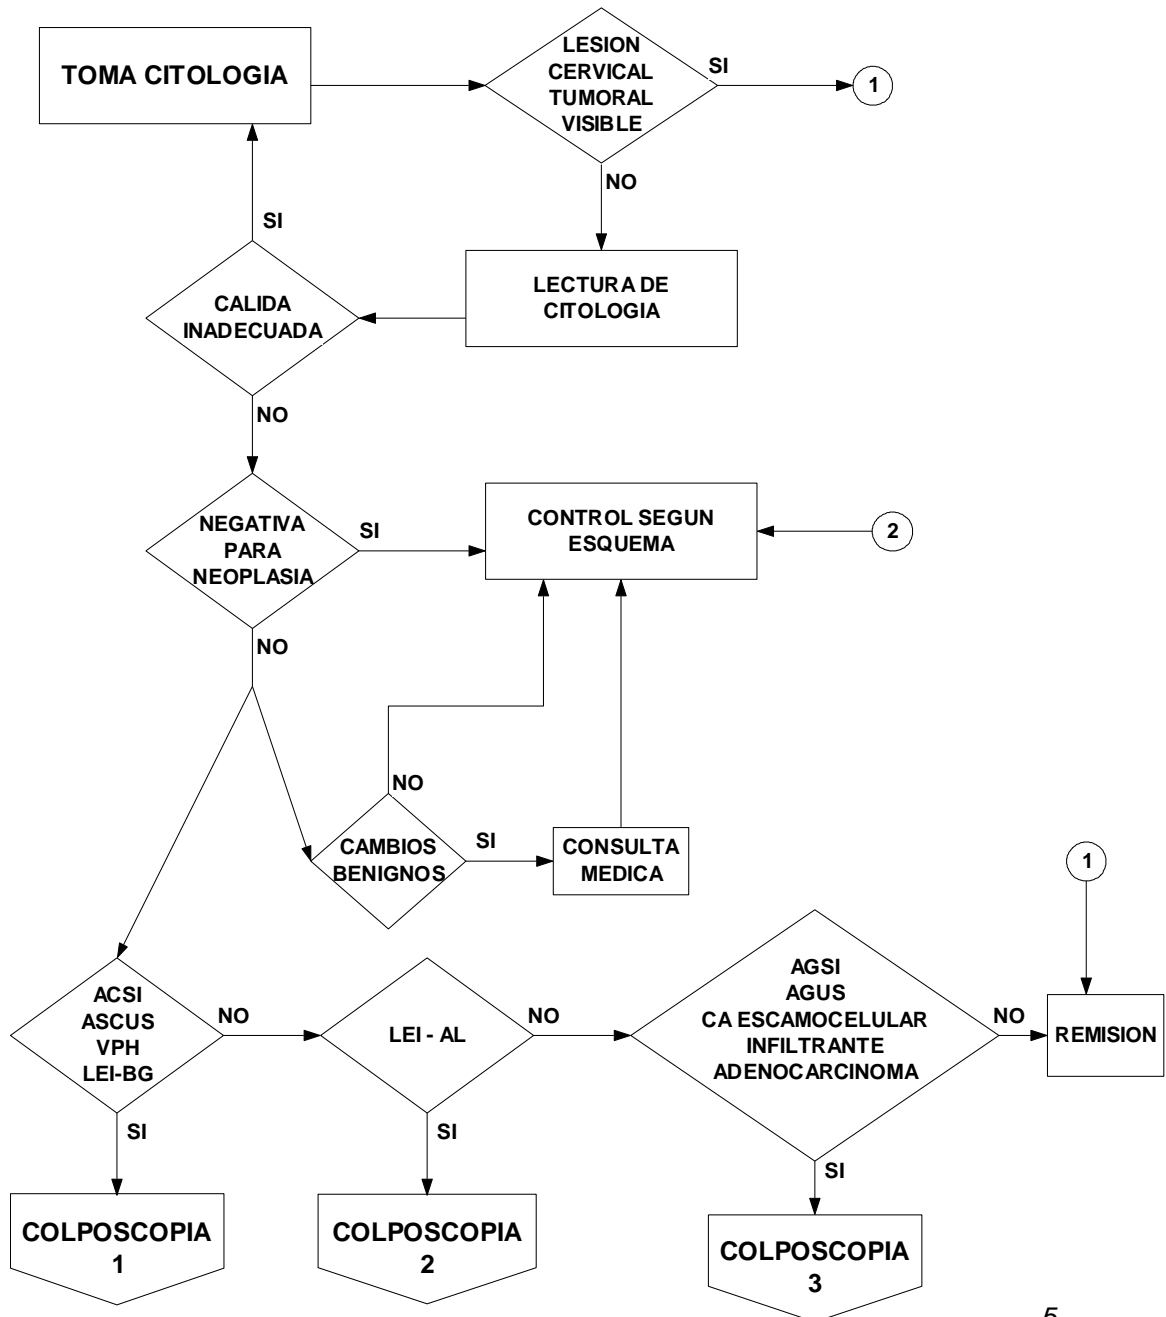 TOMA CITOLOGIA
LESION
CERVICAL
TUMORAL
VISIBLE
SI
1
NO
SI
LECTURA DE
CITOLOGIA
CALIDA
INADECUADA
NO
NEGATIVA
PARA
NEOPLASIA
SI
CONTROL SEGUN
ESQUEMA
2
NO
NO
CAMBIOS
BENIGNOS
SI
CONSULTA
MEDICA
1
ACSI
ASCUS
VPH
LEI-BG
NO
LEI - AL
NO
AGSI
AGUS
CA ESCAMOCELULAR
INFILTRANTE
ADENOCARCINOMA
NO
REMISION
SI
SI
SI
COLPOSCOPIA
1
COLPOSCOPIA
2
COLPOSCOPIA
3
5